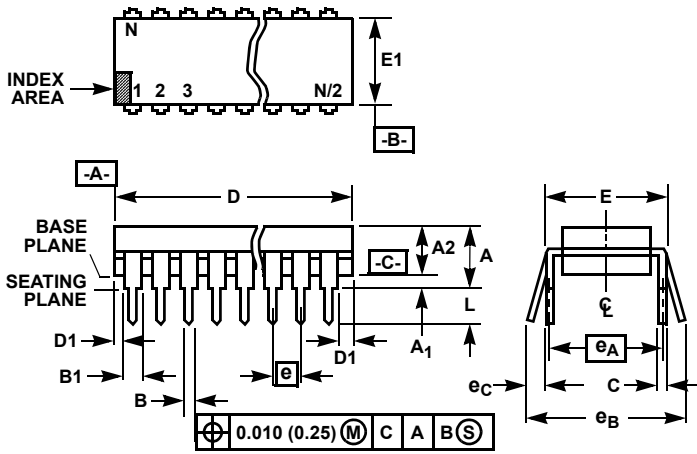 N
INDEX
AREA
1 2 3 N/2
E1
-B-
-A-
D
E
BASE
PLANE
A2
A
-C-
SEATING
PLANE
L
℄
D1
A1
D1
eA
B1
e
eC
C
B
eB
⌖ 0.010 (0.25) Ⓜ C A B Ⓢ